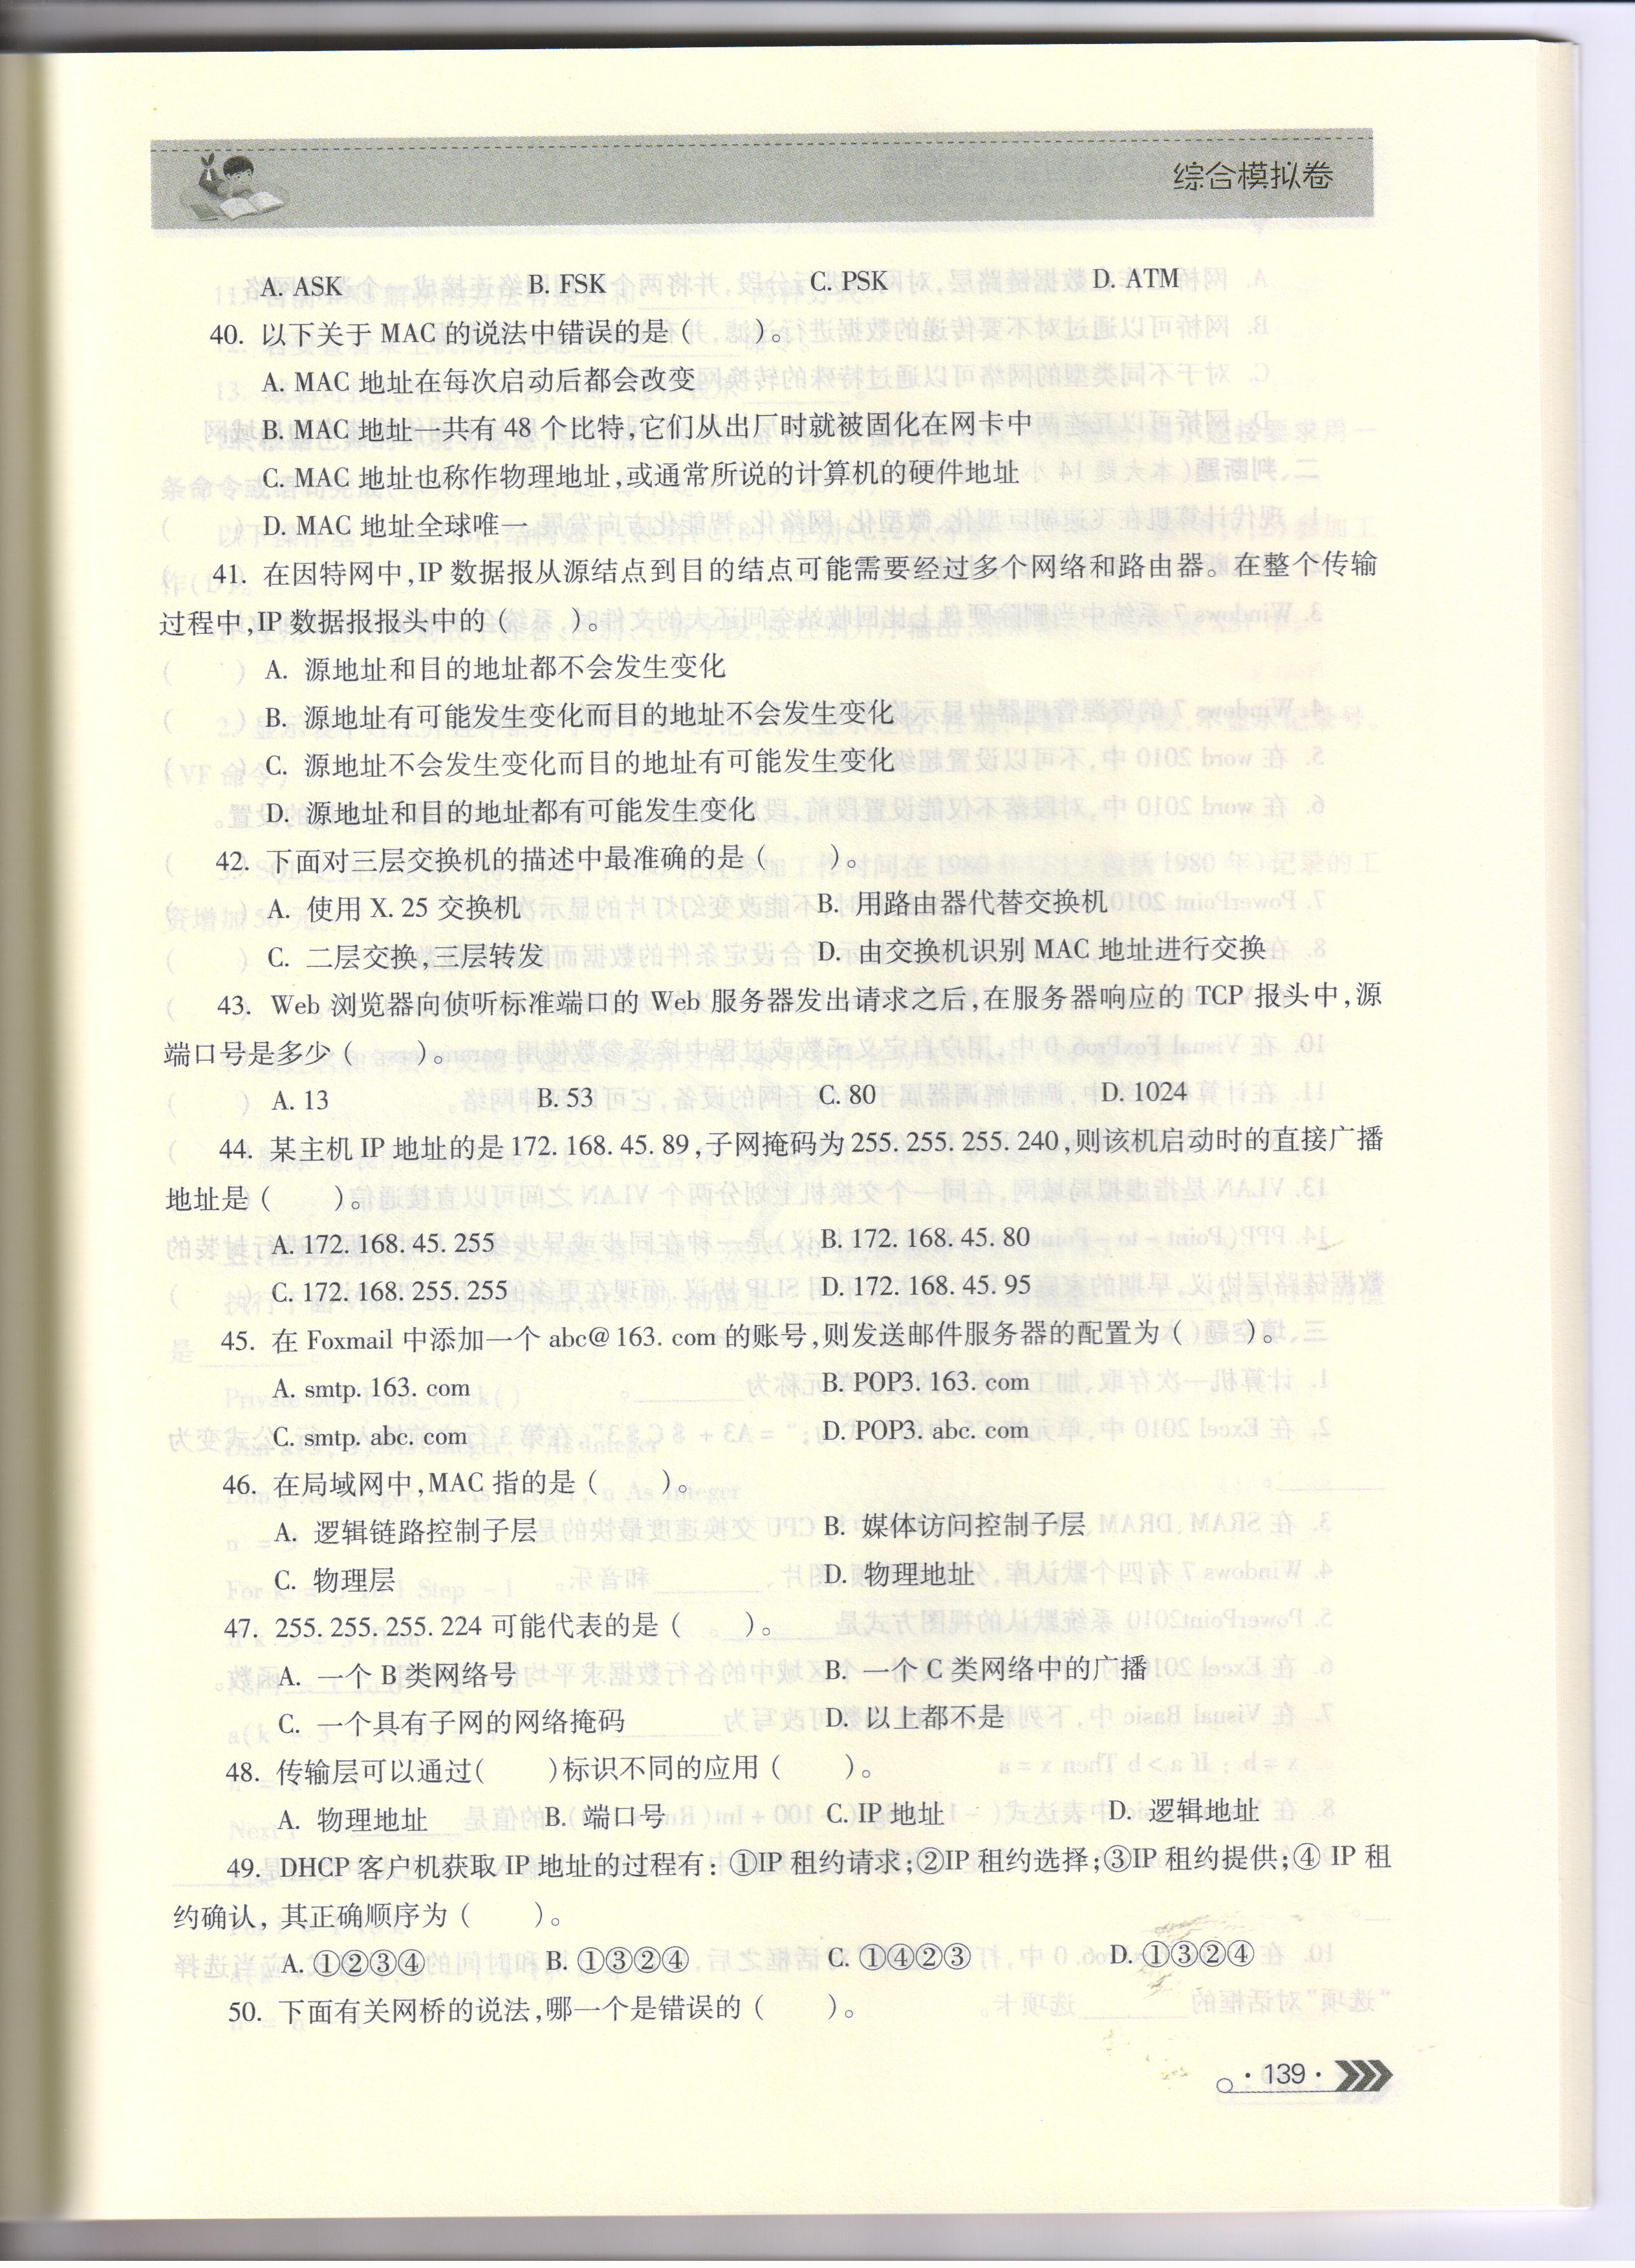 综合模拟卷
A. ASK B. FSK C. PSK D. ATM
40. 以下关于 MAC 的说法中错误的是（ ）。
A. MAC 地址在每次启动后都会改变
B. MAC 地址一共有 48 个比特,它们从出厂时就被固化在网卡中
C. MAC 地址也称作物理地址,或通常所说的计算机的硬件地址
D. MAC 地址全球唯一
41. 在因特网中,IP 数据报从源结点到目的结点可能需要经过多个网络和路由器。在整个传输
过程中,IP 数据报报头中的（ ）。
A. 源地址和目的地址都不会发生变化
B. 源地址有可能发生变化而目的地址不会发生变化
C. 源地址不会发生变化而目的地址有可能发生变化
D. 源地址和目的地址都有可能发生变化
42. 下面对三层交换机的描述中最准确的是（ ）。
A. 使用 X. 25 交换机 B. 用路由器代替交换机
C. 二层交换,三层转发 D. 由交换机识别 MAC 地址进行交换
43. Web 浏览器向侦听标准端口的 Web 服务器发出请求之后,在服务器响应的 TCP 报头中,源
端口号是多少（ ）。
A. 13 B. 53 C. 80 D. 1024
44. 某主机 IP 地址的是 172. 168. 45. 89,子网掩码为 255. 255. 255. 240,则该机启动时的直接广播
地址是（ ）。
A. 172. 168. 45. 255 B. 172. 168. 45. 80
C. 172. 168. 255. 255 D. 172. 168. 45. 95
45. 在 Foxmail 中添加一个 abc@163. com 的账号,则发送邮件服务器的配置为（ ）。
A. smtp. 163. com B. POP3. 163. com
C. smtp. abc. com D. POP3. abc. com
46. 在局域网中,MAC 指的是（ ）。
A. 逻辑链路控制子层 B. 媒体访问控制子层
C. 物理层 D. 物理地址
47. 255. 255. 255. 224 可能代表的是（ ）。
A. 一个 B 类网络号 B. 一个 C 类网络中的广播
C. 一个具有子网的网络掩码 D. 以上都不是
48. 传输层可以通过( )标识不同的应用（ ）。
A. 物理地址 B. 端口号 C. IP 地址 D. 逻辑地址
49. DHCP 客户机获取 IP 地址的过程有: ①IP 租约请求;②IP 租约选择;③IP 租约提供;④ IP 租
约确认, 其正确顺序为（ ）。
A. ①②③④ B. ①③②④ C. ①④②③ D. ①③②④
50. 下面有关网桥的说法,哪一个是错误的（ ）。
· 139 ·